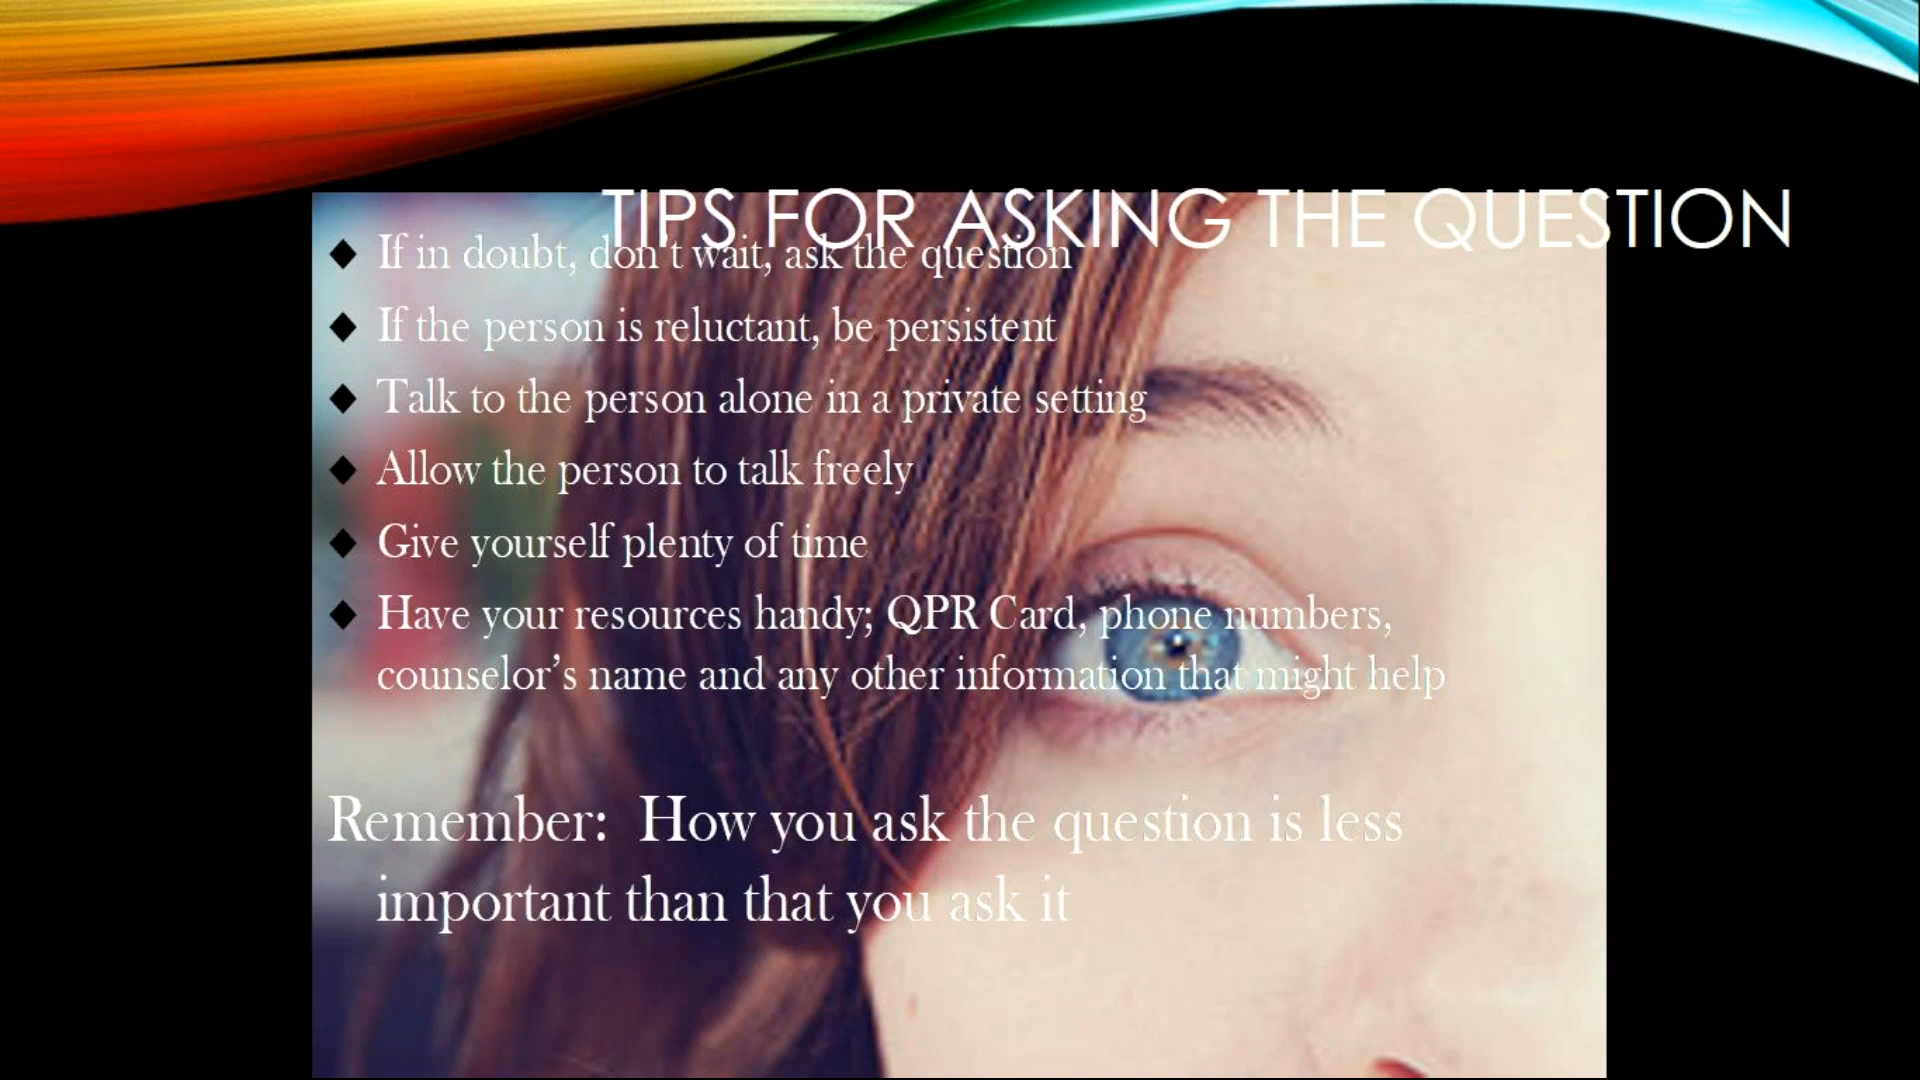 TIPS FOR ASKING THE QUESTION
♦ If in doubt, don't wait, ask the question
♦ If the person is reluctant, be persistent
♦ Talk to the person alone in a private setting
♦ Allow the person to talk freely
♦ Give yourself plenty of time
♦ Have your resources handy; QPR Card, phone numbers,
counselor’s name and any other information that might help
Remember:  How you ask the question is less
important than that you ask it